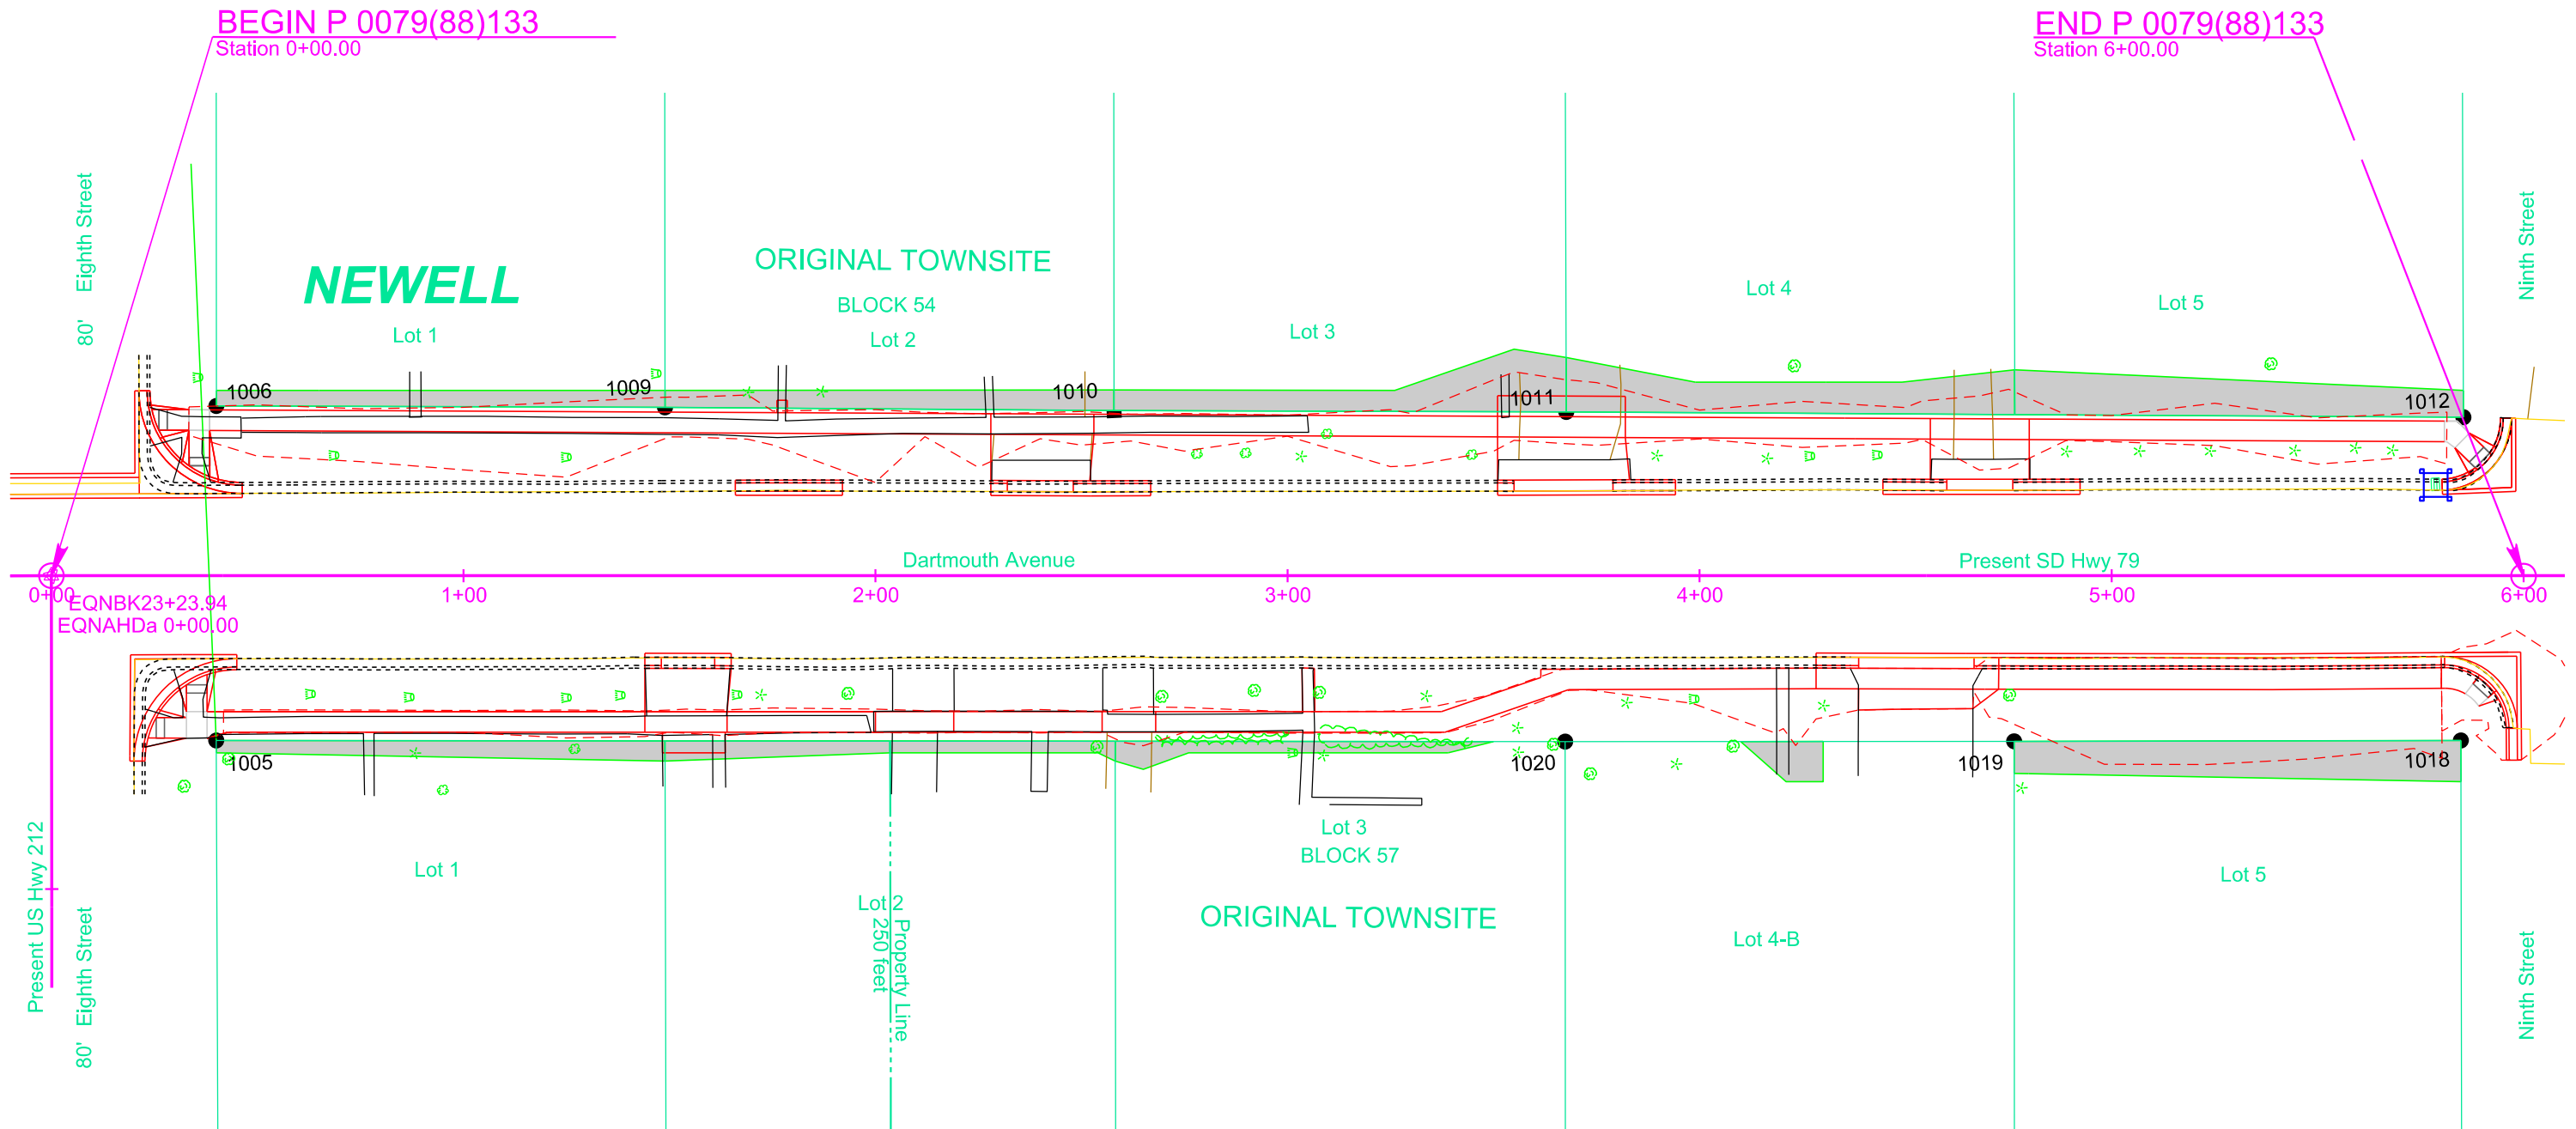 BEGIN P 0079(88)133
Station 0+00.00
END P 0079(88)133
Station 6+00.00
80' Eighth Street
Ninth Street
NEWELL
ORIGINAL TOWNSITE
BLOCK 54
Lot 1
Lot 2
Lot 3
Lot 4
Lot 5
1006
1009
1010
1011
1012
Dartmouth Avenue
Present SD Hwy 79
0+00
1+00
2+00
3+00
4+00
5+00
6+00
EQNBK23+23.94
EQNAHDa 0+00.00
1005
1020
1019
1018
Present US Hwy 212
80' Eighth Street
Lot 1
Lot 2
Property Line
250 feet
Lot 3
BLOCK 57
ORIGINAL TOWNSITE
Lot 4-B
Lot 5
Ninth Street